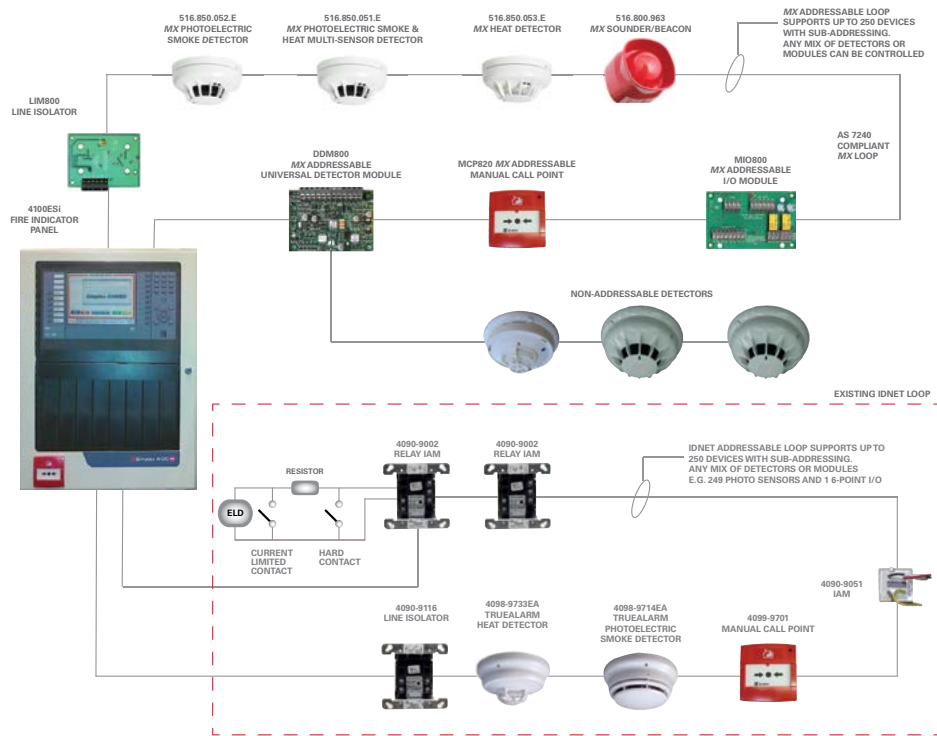 516.850.052.E
MX PHOTOELECTRIC
SMOKE DETECTOR
516.850.051.E
MX PHOTOELECTRIC SMOKE &
HEAT MULTI-SENSOR DETECTOR
516.850.053.E
MX HEAT DETECTOR
516.800.963
MX SOUNDER/BEACON
MX ADDRESSABLE LOOP
SUPPORTS UP TO 250 DEVICES
WITH SUB-ADDRESSING.
ANY MIX OF DETECTORS OR
MODULES CAN BE CONTROLLED
LIM800
LINE ISOLATOR
AS 7240
COMPLIANT
MX LOOP
DDM800
MX ADDRESSABLE
UNIVERSAL DETECTOR MODULE
MCP820 MX ADDRESSABLE
MANUAL CALL POINT
MIO800
MX ADDRESSABLE
I/O MODULE
4100ESi
FIRE INDICATOR
PANEL
NON-ADDRESSABLE DETECTORS
EXISTING IDNET LOOP
4090-9002
RELAY IAM
4090-9002
RELAY IAM
IDNET ADDRESSABLE LOOP SUPPORTS UP TO
250 DEVICES WITH SUB-ADDRESSING.
ANY MIX OF DETECTORS OR MODULES
E.G. 249 PHOTO SENSORS AND 1 6-POINT I/O
RESISTOR
ELD
CURRENT
LIMITED
CONTACT
HARD
CONTACT
4090-9051
IAM
4090-9116
LINE ISOLATOR
4098-9733EA
TRUEALARM
HEAT DETECTOR
4098-9714EA
TRUEALARM
PHOTOELECTRIC
SMOKE DETECTOR
4099-9701
MANUAL CALL POINT